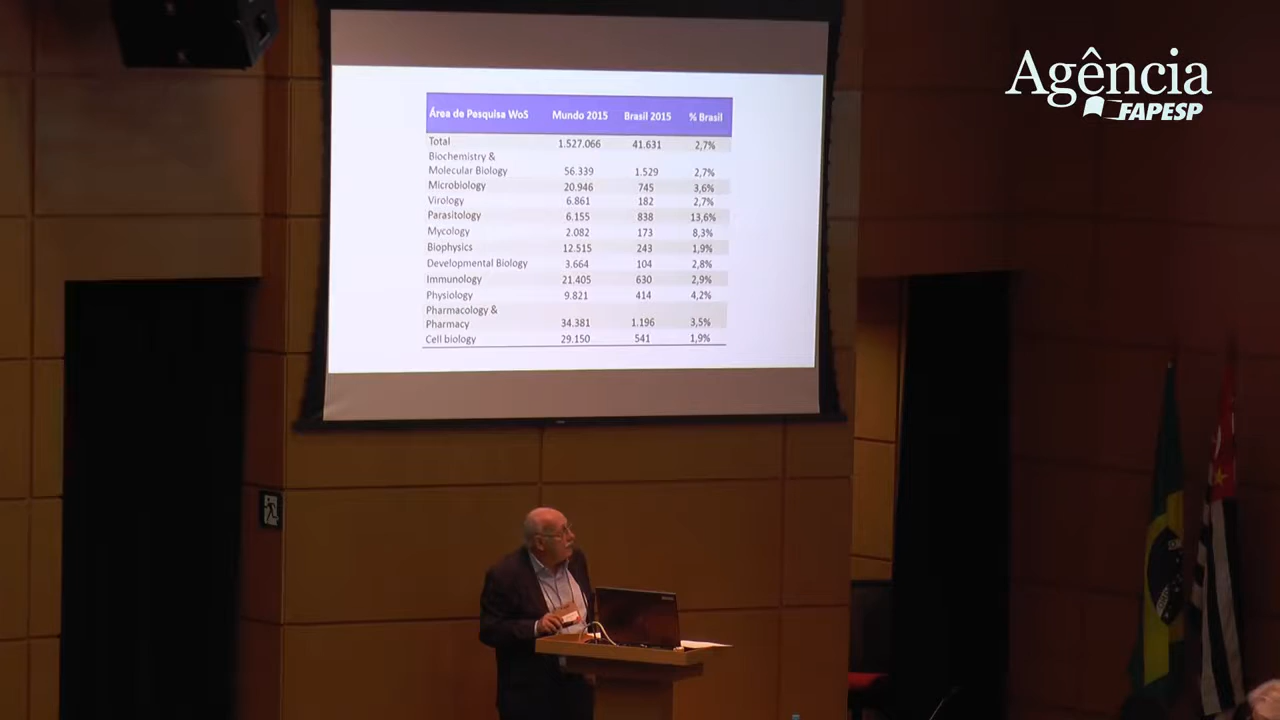 Agência
FAPESP
Área de Pesquisa WoS Mundo 2015 Brasil 2015 % Brasil
Total 1.527.066 41.631 2,7%
Biochemistry &
Molecular Biology 56.339 1.529 2,7%
Microbiology 20.946 745 3,6%
Virology 6.861 182 2,7%
Parasitology 6.155 838 13,6%
Mycology 2.082 173 8,3%
Biophysics 12.515 243 1,9%
Developmental Biology 3.664 104 2,8%
Immunology 21.405 630 2,9%
Physiology 9.821 414 4,2%
Pharmacology &
Pharmacy 34.381 1.196 3,5%
Cell biology 29.150 541 1,9%